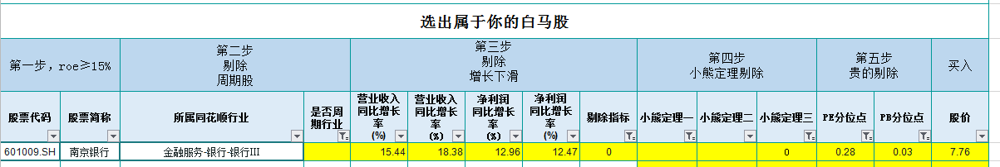 选出属于你的白马股
第一步，roe≥15%
第二步
剔除
周期股
第三步
剔除
增长下滑
第四步
小熊定理剔除
第五步
贵的剔除
买入
股票代码
股票简称
所属同花顺行业
是否周
期行业
营业收入
同比增长
率
(%)
营业收入
同比增长
率
(%)
净利润
同比增长
率
(%)
净利润
同比增长
率
(%)
剔除指标
小熊定理一
小熊定理二
小熊定理三
PE分位点
PB分位点
股价
601009.SH
南京银行
金融服务-银行-银行III
15.44
18.38
12.96
12.47
0
0
0.28
0.03
7.76